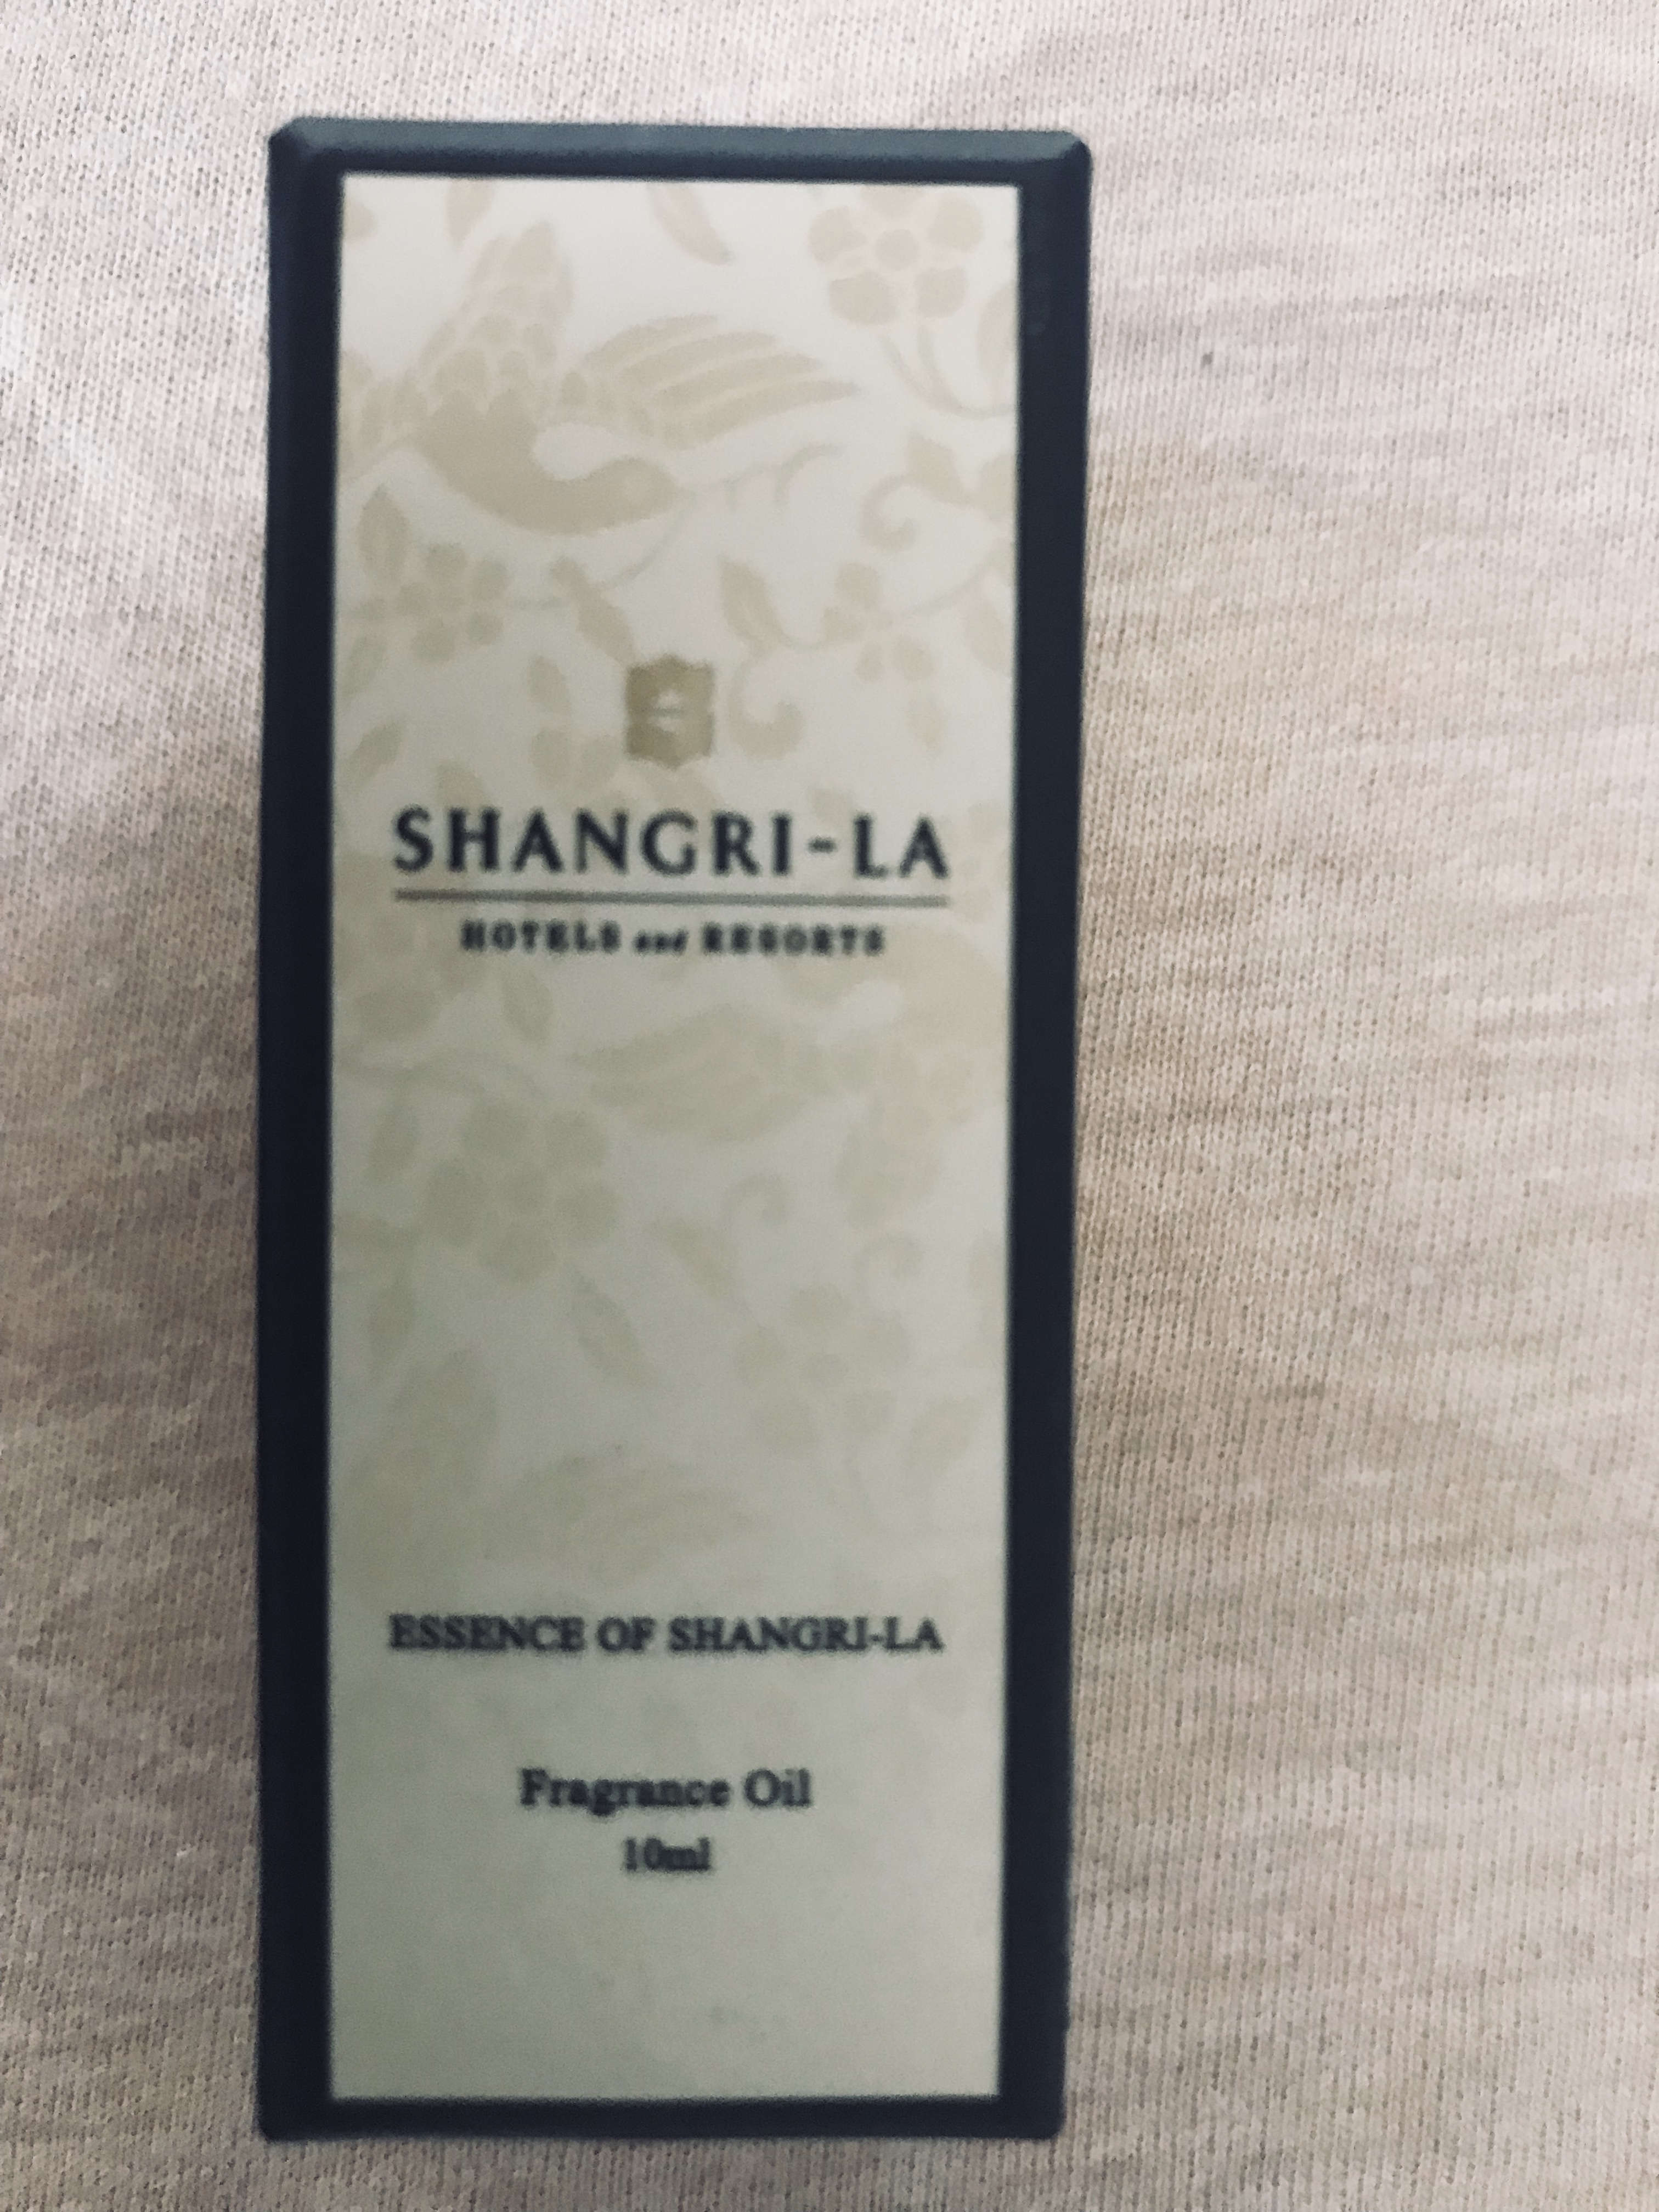 SHANGRI-LA
HOTELS and RESORTS
ESSENCE OF SHANGRI-LA
Fragrance Oil
10ml